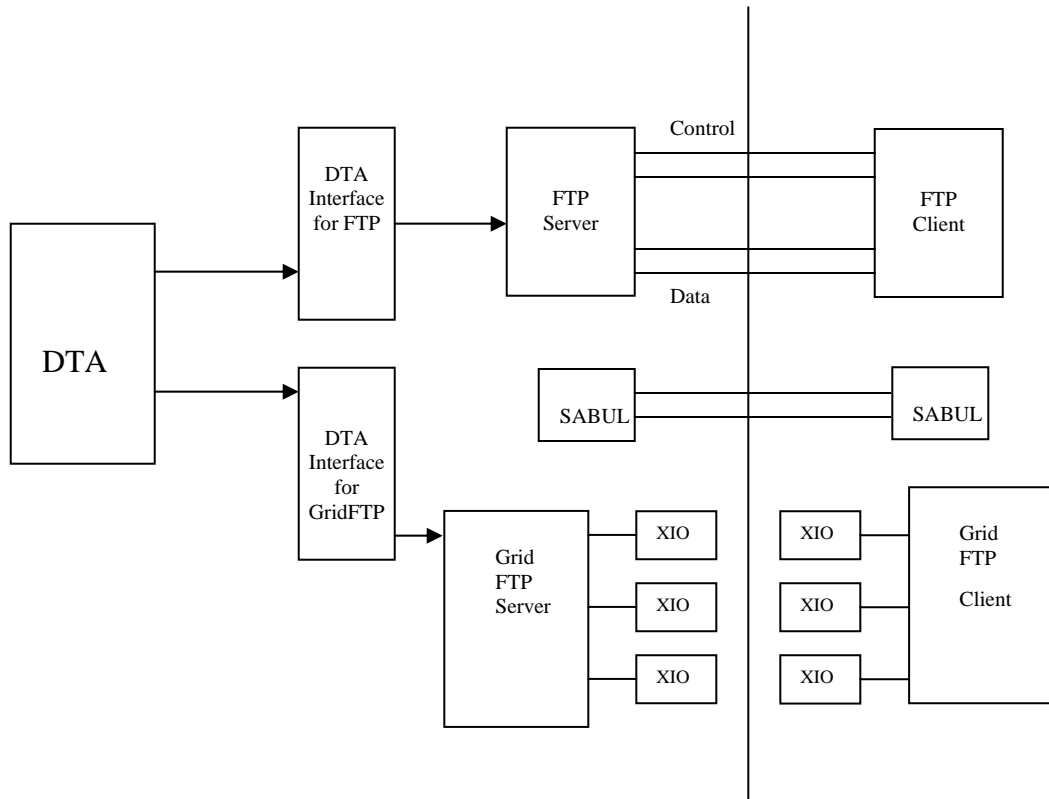 Control
DTA
Interface
for FTP
FTP
Server
FTP
Client
Data
DTA
SABUL
SABUL
DTA
Interface
for
GridFTP
Grid
FTP
Server
XIO
XIO
XIO
XIO
XIO
XIO
Grid
FTP
Client